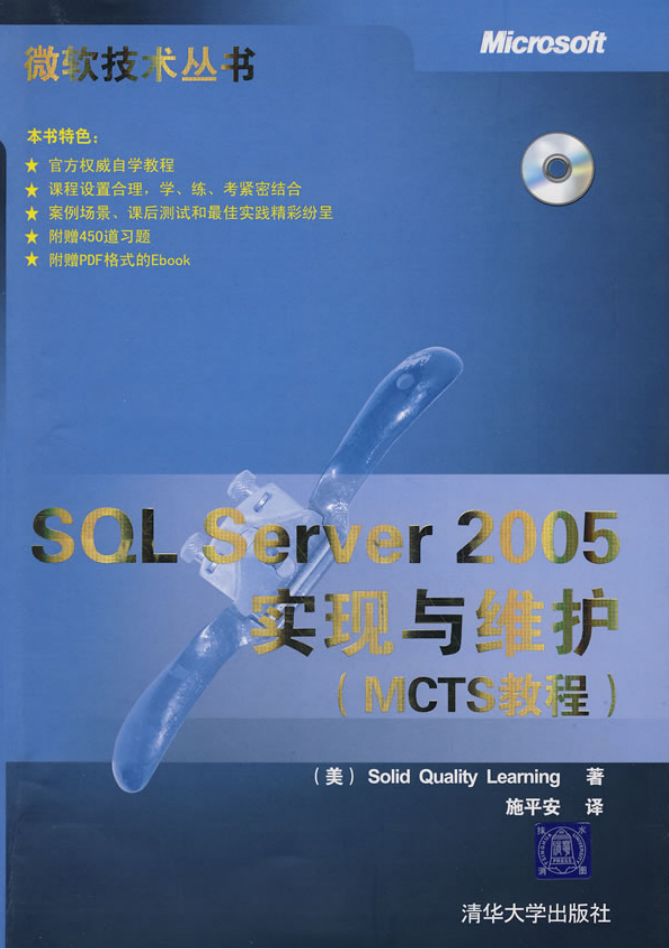 微软技术丛书
Microsoft
本书特色：
★ 官方权威自学教程
★ 课程设置合理，学、练、考紧密结合
★ 案例场景、课后测试和最佳实践精彩纷呈
★ 附赠450道习题
★ 附赠PDF格式的Ebook
SQL Server 2005
实现与维护
（MCTS教程）
（美）Solid Quality Learning 著
施平安 译
清华大学出版社